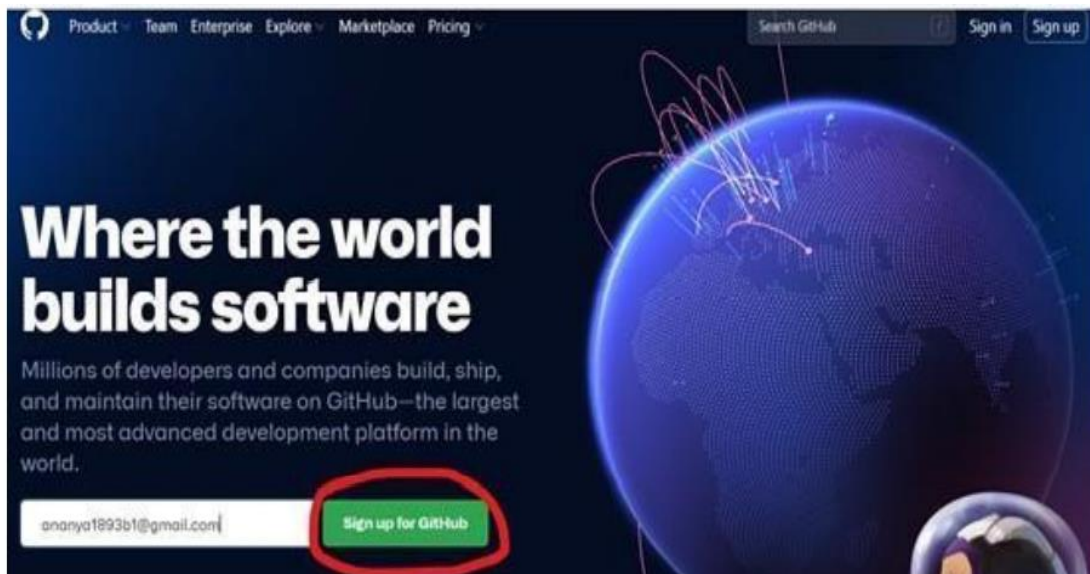 Product Team Enterprise Explore Marketplace Pricing Search GitHub / Sign in Sign up
Where the world
builds software
Millions of developers and companies build, ship,
and maintain their software on GitHub—the largest
and most advanced development platform in the
world.
ananya1893b1@gmail.com Sign up for GitHub